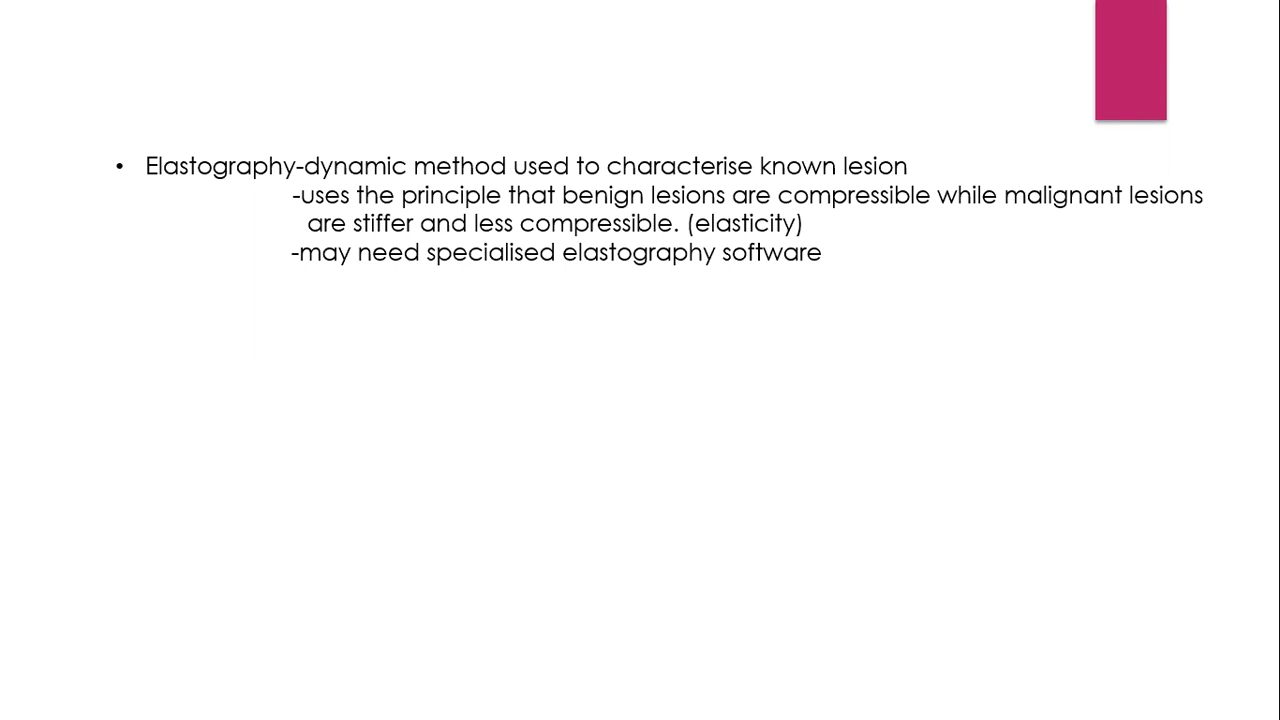 • Elastography-dynamic method used to characterise known lesion
-uses the principle that benign lesions are compressible while malignant lesions
are stiffer and less compressible. (elasticity)
-may need specialised elastography software